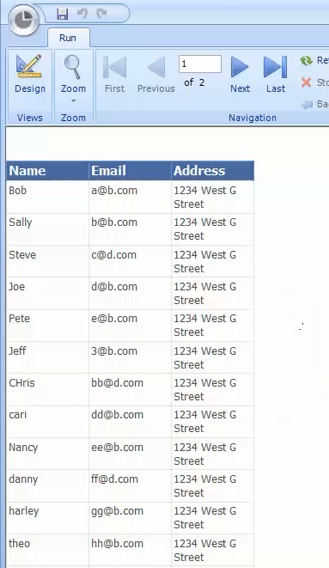 Run
1
of 2
Design
Zoom
First
Previous
Next
Last
Views
Zoom
Navigation
Name Email Address
Bob a@b.com 1234 West G
Street
Sally b@b.com 1234 West G
Street
Steve c@d.com 1234 West G
Street
Joe d@b.com 1234 West G
Street
Pete e@b.com 1234 West G
Street
Jeff 3@b.com 1234 West G
Street
CHris bb@d.com 1234 West G
Street
cari dd@b.com 1234 West G
Street
Nancy ee@b.com 1234 West G
Street
danny ff@d.com 1234 West G
Street
harley gg@b.com 1234 West G
Street
theo hh@b.com 1234 West G
Street